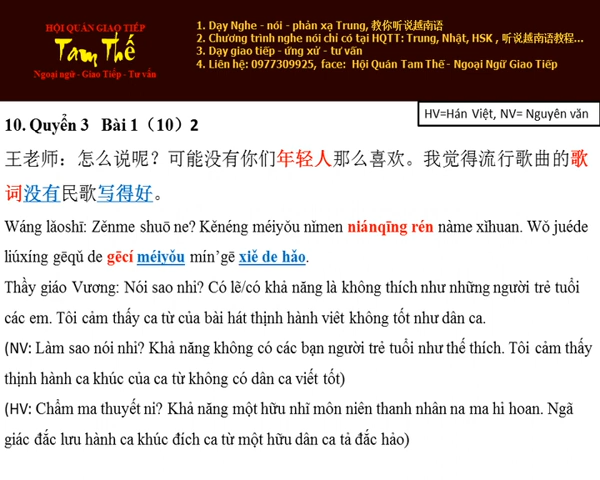 HỘI QUÁN GIAO TIẾP
Tam Thế
Ngoại ngữ - Giao Tiếp - Tư vấn
1. Dạy Nghe - nói - phản xạ Trung, 教你听说越南语
2. Chương trình nghe nói chỉ có tại HQTT: Trung, Nhật, HSK , 听说越南语教程...
3. Dạy giao tiếp - ứng xử - tư vấn
4. Liên hệ: 0977309925, face: Hội Quán Tam Thế - Ngoại Ngữ Giao Tiếp
HV=Hán Việt, NV= Nguyên văn
10. Quyển 3 Bài 1（10）2
王老师：怎么说呢？可能没有你们年轻人那么喜欢。我觉得流行歌曲的歌
词没有民歌写得好。
Wáng lǎoshī: Zěnme shuō ne? Kěnéng méiyǒu nǐmen niánqīng rén nàme xǐhuan. Wǒ juéde
liúxíng gēqǔ de gēcí méiyǒu mín'gē xiě de hǎo.
Thầy giáo Vương: Nói sao nhi? Có lẽ/có khả năng là không thích như những người trẻ tuổi
các em. Tôi cảm thấy ca từ của bài hát thịnh hành viêt không tốt như dân ca.
(NV: Làm sao nói nhỉ? Khả năng không có các bạn người trẻ tuổi như thế thích. Tôi cảm thấy
thịnh hành ca khúc của ca từ không có dân ca viết tốt)
(HV: Chẩm ma thuyết ni? Khả năng một hữu nhĩ môn niên thanh nhân na ma hi hoan. Ngã
giác đắc lưu hành ca khúc đích ca từ một hữu dân ca tả đắc hảo)